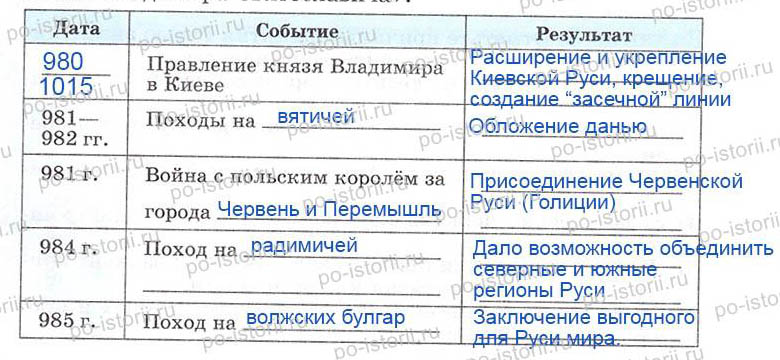 Дата Событие Результат
980 Правление князя Владимира Расширение и укрепление
1015 в Киеве Киевской Руси, крещение,
создание “засечной” линии
981— Походы на вятичей Обложение данью
982 гг.
981 г. Война с польским королём за Присоединение Червенской
города Червень и Перемышль Руси (Голиции)
984 г. Поход на радимичей Дало возможность объединить
северные и южные
регионы Руси
985 г. Поход на волжских булгар Заключение выгодного
для Руси мира.
po-istorii.ru